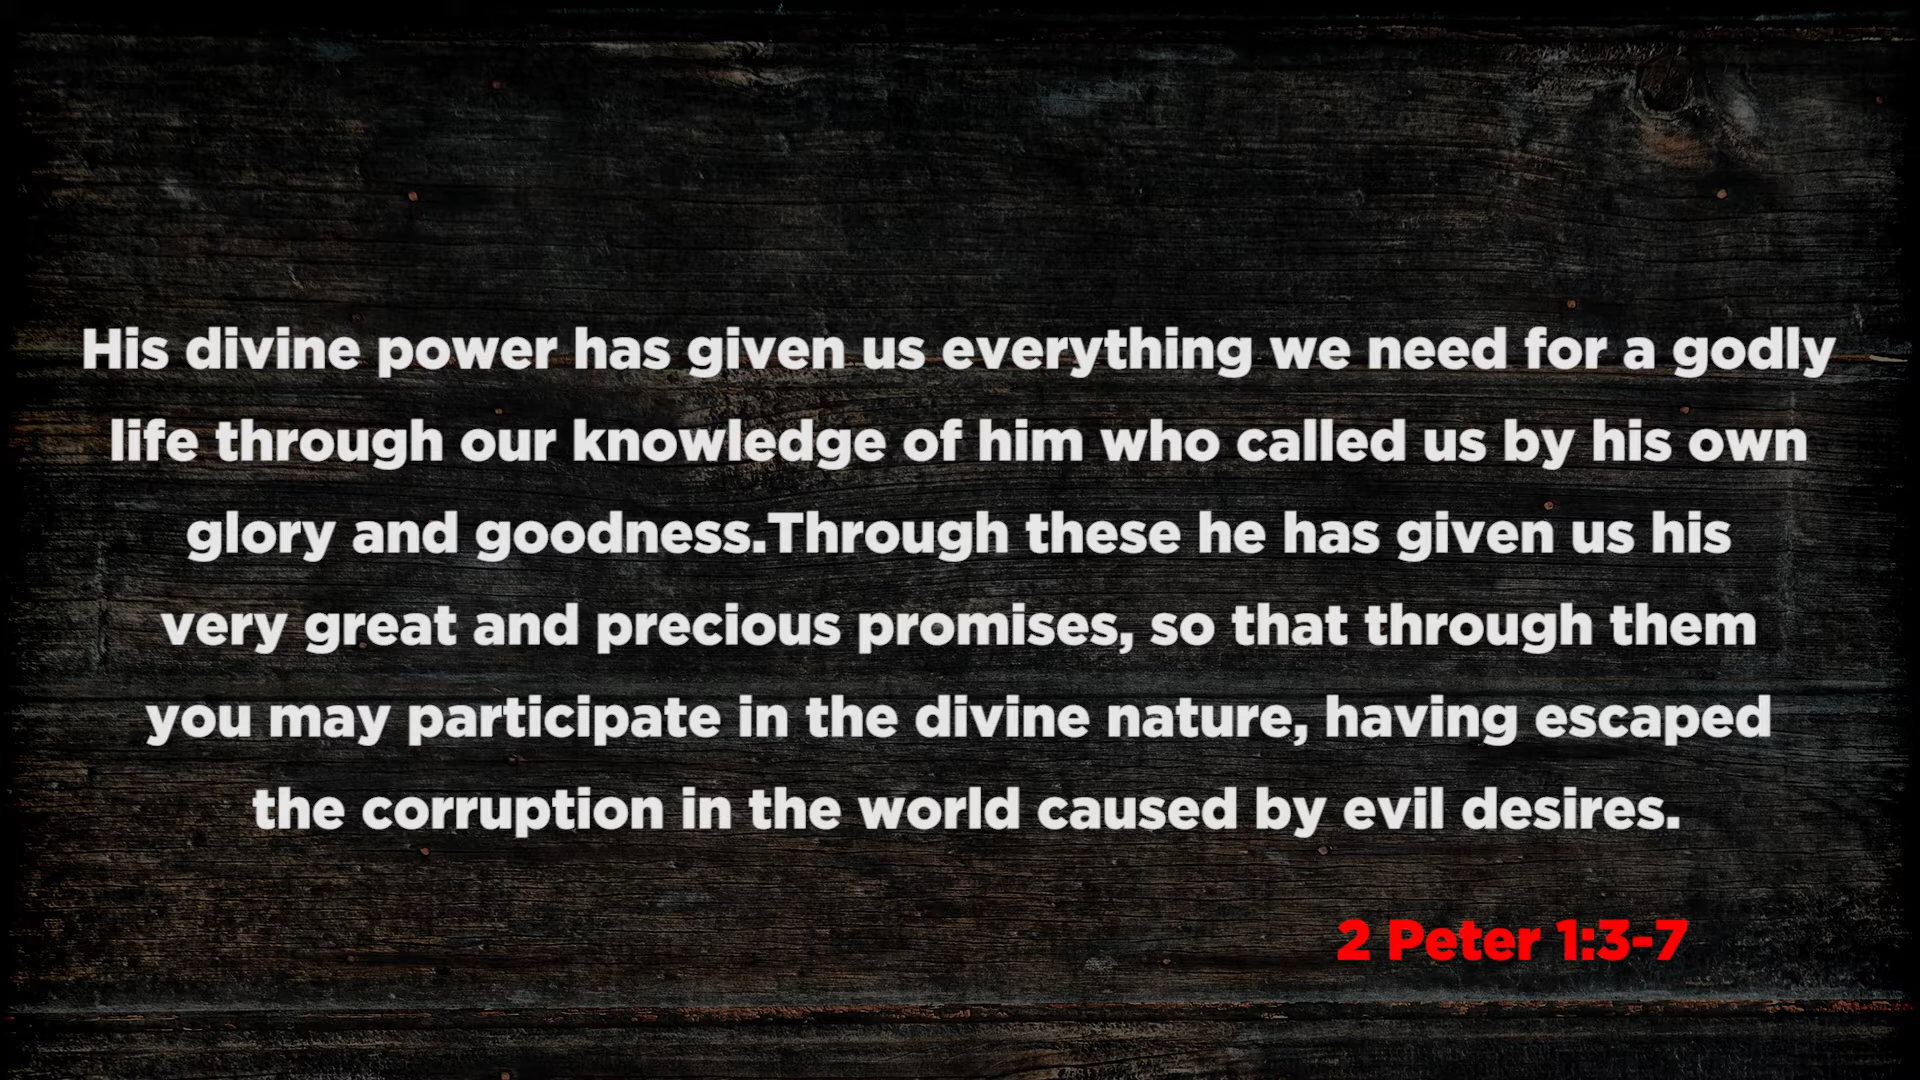 His divine power has given us everything we need for a godly
life through our knowledge of him who called us by his own
glory and goodness.Through these he has given us his
very great and precious promises, so that through them
you may participate in the divine nature, having escaped
the corruption in the world caused by evil desires.
2 Peter 1:3-7